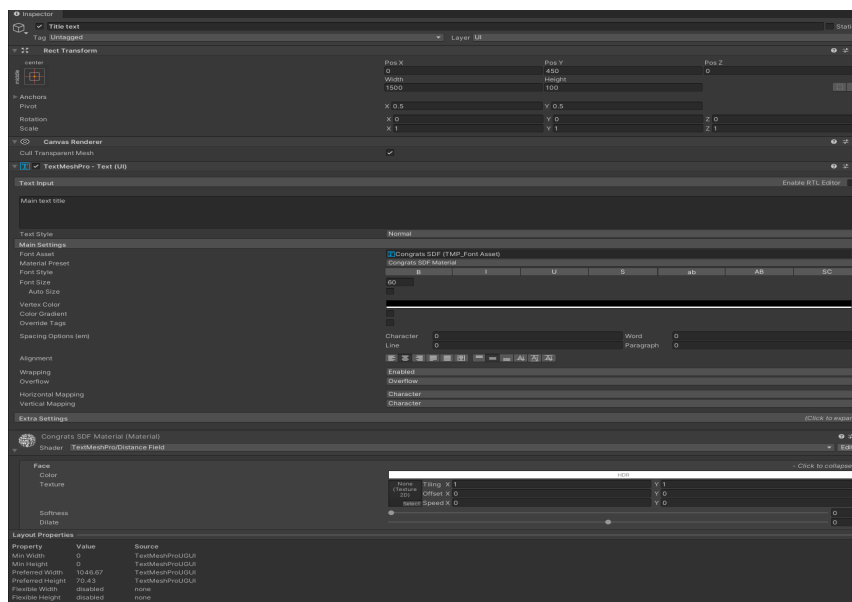 Inspector
Title text Stati
Tag Untagged Layer UI
Rect Transform
center Pos X Pos Y Pos Z
middle 0 450 0
Width Height
1500 100
Anchors
Pivot X 0.5 Y 0.5
Rotation X 0 Y 0 Z 0
Scale X 1 Y 1 Z 1
Canvas Renderer
Cull Transparent Mesh
TextMeshPro - Text (UI)
Text Input Enable RTL Editor
Main text title
Text Style Normal
Main Settings
Font Asset Congrats SDF (TMP_Font Asset)
Material Preset Congrats SDF Material
Font Style B I U S ab AB SC
Font Size 60
Auto Size
Vertex Color
Color Gradient
Override Tags
Spacing Options (em) Character 0 Word 0
Line 0 Paragraph 0
Alignment
Wrapping Enabled
Overflow Overflow
Horizontal Mapping Character
Vertical Mapping Character
Extra Settings (Click to expan
Congrats SDF Material (Material)
Shader TextMeshPro/Distance Field Edi
Face - Click to collapse
Color HDR
Texture None (Texture 2D) Select Tiling X 1 Y 1
Offset X 0 Y 0
Speed X 0 Y 0
Softness 0
Dilate 0
Layout Properties
Property Value Source
Min Width 0 TextMeshProUGUI
Min Height 0 TextMeshProUGUI
Preferred Width 1046.67 TextMeshProUGUI
Preferred Height 70.43 TextMeshProUGUI
Flexible Width disabled none
Flexible Height disabled none